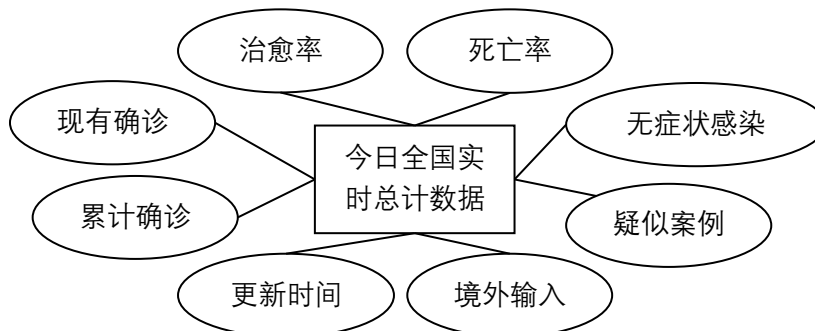 治愈率
死亡率
现有确诊
无症状感染
今日全国实
时总计数据
累计确诊
疑似案例
更新时间
境外输入